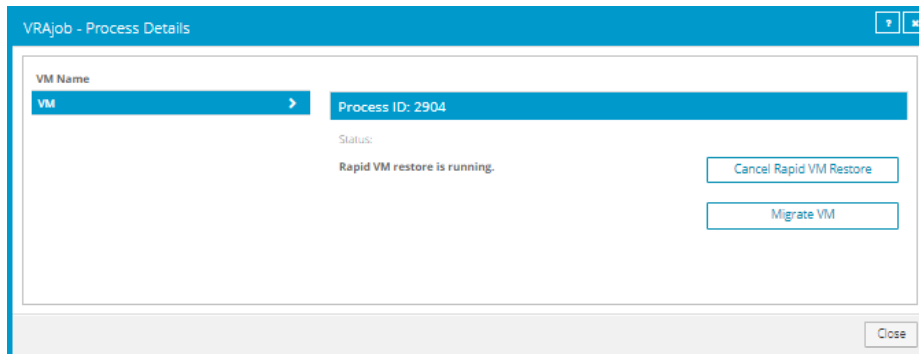 VRAjob - Process Details
?
VM Name
VM
Process ID: 2904
Status:
Rapid VM restore is running.
Cancel Rapid VM Restore
Migrate VM
Close